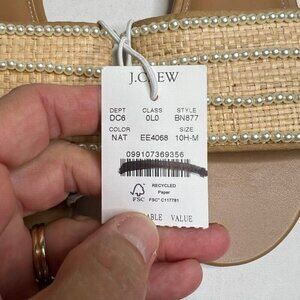 J.CREW
DEPT CLASS STYLE
DC6 0L0 BN877
COLOR SIZE
NAT EE4068 10H-M
099107369356
RECYCLED
Paper
FSC
FSC® C117781
VALUE